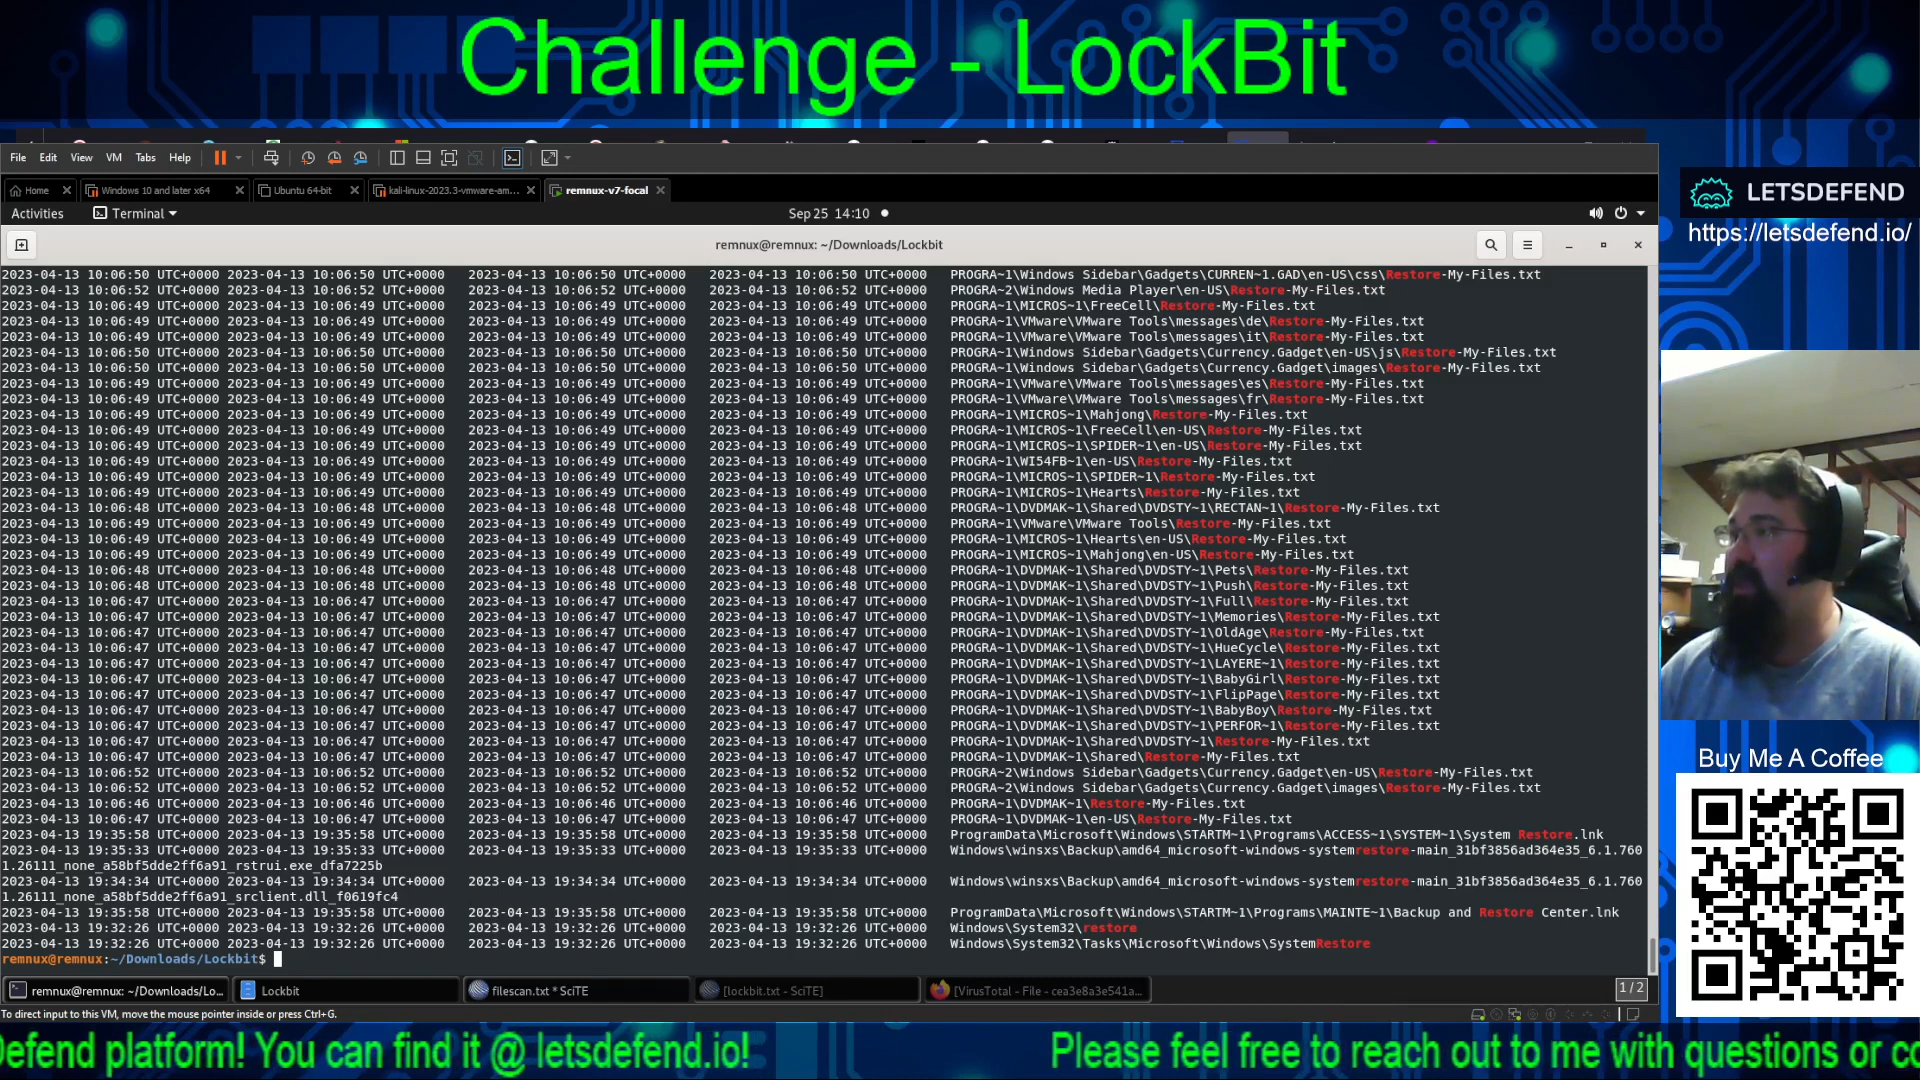 Challenge - LockBit
File Edit View VM Tabs Help
Home Windows 10 and later x64 Ubuntu 64-bit kali-linux-2023.3-vmware-am... remnux-v7-focal
Activities Terminal Sep 25 14:10
remnux@remnux: ~/Downloads/Lockbit
2023-04-13 10:06:50 UTC+0000 2023-04-13 10:06:50 UTC+0000 2023-04-13 10:06:50 UTC+0000 2023-04-13 10:06:50 UTC+0000 PROGRA~1\Windows Sidebar\Gadgets\CURREN~1.GAD\en-US\css\Restore-My-Files.txt
2023-04-13 10:06:52 UTC+0000 2023-04-13 10:06:52 UTC+0000 2023-04-13 10:06:52 UTC+0000 2023-04-13 10:06:52 UTC+0000 PROGRA~2\Windows Media Player\en-US\Restore-My-Files.txt
2023-04-13 10:06:49 UTC+0000 2023-04-13 10:06:49 UTC+0000 2023-04-13 10:06:49 UTC+0000 2023-04-13 10:06:49 UTC+0000 PROGRA~1\MICROS~1\FreeCell\Restore-My-Files.txt
2023-04-13 10:06:49 UTC+0000 2023-04-13 10:06:49 UTC+0000 2023-04-13 10:06:49 UTC+0000 2023-04-13 10:06:49 UTC+0000 PROGRA~1\VMware\VMware Tools\messages\de\Restore-My-Files.txt
2023-04-13 10:06:49 UTC+0000 2023-04-13 10:06:49 UTC+0000 2023-04-13 10:06:49 UTC+0000 2023-04-13 10:06:49 UTC+0000 PROGRA~1\VMware\VMware Tools\messages\it\Restore-My-Files.txt
2023-04-13 10:06:50 UTC+0000 2023-04-13 10:06:50 UTC+0000 2023-04-13 10:06:50 UTC+0000 2023-04-13 10:06:50 UTC+0000 PROGRA~1\Windows Sidebar\Gadgets\Currency.Gadget\en-US\js\Restore-My-Files.txt
2023-04-13 10:06:50 UTC+0000 2023-04-13 10:06:50 UTC+0000 2023-04-13 10:06:50 UTC+0000 2023-04-13 10:06:50 UTC+0000 PROGRA~1\Windows Sidebar\Gadgets\Currency.Gadget\images\Restore-My-Files.txt
2023-04-13 10:06:49 UTC+0000 2023-04-13 10:06:49 UTC+0000 2023-04-13 10:06:49 UTC+0000 2023-04-13 10:06:49 UTC+0000 PROGRA~1\VMware\VMware Tools\messages\es\Restore-My-Files.txt
2023-04-13 10:06:49 UTC+0000 2023-04-13 10:06:49 UTC+0000 2023-04-13 10:06:49 UTC+0000 2023-04-13 10:06:49 UTC+0000 PROGRA~1\VMware\VMware Tools\messages\fr\Restore-My-Files.txt
2023-04-13 10:06:49 UTC+0000 2023-04-13 10:06:49 UTC+0000 2023-04-13 10:06:49 UTC+0000 2023-04-13 10:06:49 UTC+0000 PROGRA~1\MICROS~1\Mahjong\Restore-My-Files.txt
2023-04-13 10:06:49 UTC+0000 2023-04-13 10:06:49 UTC+0000 2023-04-13 10:06:49 UTC+0000 2023-04-13 10:06:49 UTC+0000 PROGRA~1\MICROS~1\FreeCell\en-US\Restore-My-Files.txt
2023-04-13 10:06:49 UTC+0000 2023-04-13 10:06:49 UTC+0000 2023-04-13 10:06:49 UTC+0000 2023-04-13 10:06:49 UTC+0000 PROGRA~1\MICROS~1\SPIDER~1\en-US\Restore-My-Files.txt
2023-04-13 10:06:49 UTC+0000 2023-04-13 10:06:49 UTC+0000 2023-04-13 10:06:49 UTC+0000 2023-04-13 10:06:49 UTC+0000 PROGRA~1\WI54FB~1\en-US\Restore-My-Files.txt
2023-04-13 10:06:49 UTC+0000 2023-04-13 10:06:49 UTC+0000 2023-04-13 10:06:49 UTC+0000 2023-04-13 10:06:49 UTC+0000 PROGRA~1\MICROS~1\SPIDER~1\Restore-My-Files.txt
2023-04-13 10:06:49 UTC+0000 2023-04-13 10:06:49 UTC+0000 2023-04-13 10:06:49 UTC+0000 2023-04-13 10:06:49 UTC+0000 PROGRA~1\MICROS~1\Hearts\Restore-My-Files.txt
2023-04-13 10:06:48 UTC+0000 2023-04-13 10:06:48 UTC+0000 2023-04-13 10:06:48 UTC+0000 2023-04-13 10:06:48 UTC+0000 PROGRA~1\DVDMAK~1\Shared\DVDSTY~1\RECTAN~1\Restore-My-Files.txt
2023-04-13 10:06:49 UTC+0000 2023-04-13 10:06:49 UTC+0000 2023-04-13 10:06:49 UTC+0000 2023-04-13 10:06:49 UTC+0000 PROGRA~1\VMware\VMware Tools\Restore-My-Files.txt
2023-04-13 10:06:49 UTC+0000 2023-04-13 10:06:49 UTC+0000 2023-04-13 10:06:49 UTC+0000 2023-04-13 10:06:49 UTC+0000 PROGRA~1\MICROS~1\Hearts\en-US\Restore-My-Files.txt
2023-04-13 10:06:49 UTC+0000 2023-04-13 10:06:49 UTC+0000 2023-04-13 10:06:49 UTC+0000 2023-04-13 10:06:49 UTC+0000 PROGRA~1\MICROS~1\Mahjong\en-US\Restore-My-Files.txt
2023-04-13 10:06:48 UTC+0000 2023-04-13 10:06:48 UTC+0000 2023-04-13 10:06:48 UTC+0000 2023-04-13 10:06:48 UTC+0000 PROGRA~1\DVDMAK~1\Shared\DVDSTY~1\Pets\Restore-My-Files.txt
2023-04-13 10:06:48 UTC+0000 2023-04-13 10:06:48 UTC+0000 2023-04-13 10:06:48 UTC+0000 2023-04-13 10:06:48 UTC+0000 PROGRA~1\DVDMAK~1\Shared\DVDSTY~1\Push\Restore-My-Files.txt
2023-04-13 10:06:47 UTC+0000 2023-04-13 10:06:47 UTC+0000 2023-04-13 10:06:47 UTC+0000 2023-04-13 10:06:47 UTC+0000 PROGRA~1\DVDMAK~1\Shared\DVDSTY~1\Full\Restore-My-Files.txt
2023-04-13 10:06:47 UTC+0000 2023-04-13 10:06:47 UTC+0000 2023-04-13 10:06:47 UTC+0000 2023-04-13 10:06:47 UTC+0000 PROGRA~1\DVDMAK~1\Shared\DVDSTY~1\Memories\Restore-My-Files.txt
2023-04-13 10:06:47 UTC+0000 2023-04-13 10:06:47 UTC+0000 2023-04-13 10:06:47 UTC+0000 2023-04-13 10:06:47 UTC+0000 PROGRA~1\DVDMAK~1\Shared\DVDSTY~1\OldAge\Restore-My-Files.txt
2023-04-13 10:06:47 UTC+0000 2023-04-13 10:06:47 UTC+0000 2023-04-13 10:06:47 UTC+0000 2023-04-13 10:06:47 UTC+0000 PROGRA~1\DVDMAK~1\Shared\DVDSTY~1\HueCycle\Restore-My-Files.txt
2023-04-13 10:06:47 UTC+0000 2023-04-13 10:06:47 UTC+0000 2023-04-13 10:06:47 UTC+0000 2023-04-13 10:06:47 UTC+0000 PROGRA~1\DVDMAK~1\Shared\DVDSTY~1\LAYERE~1\Restore-My-Files.txt
2023-04-13 10:06:47 UTC+0000 2023-04-13 10:06:47 UTC+0000 2023-04-13 10:06:47 UTC+0000 2023-04-13 10:06:47 UTC+0000 PROGRA~1\DVDMAK~1\Shared\DVDSTY~1\BabyGirl\Restore-My-Files.txt
2023-04-13 10:06:47 UTC+0000 2023-04-13 10:06:47 UTC+0000 2023-04-13 10:06:47 UTC+0000 2023-04-13 10:06:47 UTC+0000 PROGRA~1\DVDMAK~1\Shared\DVDSTY~1\FlipPage\Restore-My-Files.txt
2023-04-13 10:06:47 UTC+0000 2023-04-13 10:06:47 UTC+0000 2023-04-13 10:06:47 UTC+0000 2023-04-13 10:06:47 UTC+0000 PROGRA~1\DVDMAK~1\Shared\DVDSTY~1\BabyBoy\Restore-My-Files.txt
2023-04-13 10:06:47 UTC+0000 2023-04-13 10:06:47 UTC+0000 2023-04-13 10:06:47 UTC+0000 2023-04-13 10:06:47 UTC+0000 PROGRA~1\DVDMAK~1\Shared\DVDSTY~1\PERFOR~1\Restore-My-Files.txt
2023-04-13 10:06:47 UTC+0000 2023-04-13 10:06:47 UTC+0000 2023-04-13 10:06:47 UTC+0000 2023-04-13 10:06:47 UTC+0000 PROGRA~1\DVDMAK~1\Shared\DVDSTY~1\Restore-My-Files.txt
2023-04-13 10:06:47 UTC+0000 2023-04-13 10:06:47 UTC+0000 2023-04-13 10:06:47 UTC+0000 2023-04-13 10:06:47 UTC+0000 PROGRA~1\DVDMAK~1\Shared\Restore-My-Files.txt
2023-04-13 10:06:52 UTC+0000 2023-04-13 10:06:52 UTC+0000 2023-04-13 10:06:52 UTC+0000 2023-04-13 10:06:52 UTC+0000 PROGRA~2\Windows Sidebar\Gadgets\Currency.Gadget\en-US\Restore-My-Files.txt
2023-04-13 10:06:52 UTC+0000 2023-04-13 10:06:52 UTC+0000 2023-04-13 10:06:52 UTC+0000 2023-04-13 10:06:52 UTC+0000 PROGRA~2\Windows Sidebar\Gadgets\Currency.Gadget\images\Restore-My-Files.txt
2023-04-13 10:06:46 UTC+0000 2023-04-13 10:06:46 UTC+0000 2023-04-13 10:06:46 UTC+0000 2023-04-13 10:06:46 UTC+0000 PROGRA~1\DVDMAK~1\Restore-My-Files.txt
2023-04-13 10:06:47 UTC+0000 2023-04-13 10:06:47 UTC+0000 2023-04-13 10:06:47 UTC+0000 2023-04-13 10:06:47 UTC+0000 PROGRA~1\DVDMAK~1\en-US\Restore-My-Files.txt
2023-04-13 19:35:58 UTC+0000 2023-04-13 19:35:58 UTC+0000 2023-04-13 19:35:58 UTC+0000 2023-04-13 19:35:58 UTC+0000 ProgramData\Microsoft\Windows\STARTM~1\Programs\ACCESS~1\SYSTEM~1\System Restore.lnk
2023-04-13 19:35:33 UTC+0000 2023-04-13 19:35:33 UTC+0000 2023-04-13 19:35:33 UTC+0000 2023-04-13 19:35:33 UTC+0000 Windows\winsxs\Backup\amd64_microsoft-windows-systemrestore-main_31bf3856ad364e35_6.1.760
1.26111_none_a58bf5dde2ff6a91_rstrui.exe_dfa7225b
2023-04-13 19:34:34 UTC+0000 2023-04-13 19:34:34 UTC+0000 2023-04-13 19:34:34 UTC+0000 2023-04-13 19:34:34 UTC+0000 Windows\winsxs\Backup\amd64_microsoft-windows-systemrestore-main_31bf3856ad364e35_6.1.760
1.26111_none_a58bf5dde2ff6a91_srclient.dll_f0619fc4
2023-04-13 19:35:58 UTC+0000 2023-04-13 19:35:58 UTC+0000 2023-04-13 19:35:58 UTC+0000 2023-04-13 19:35:58 UTC+0000 ProgramData\Microsoft\Windows\STARTM~1\Programs\MAINTE~1\Backup and Restore Center.lnk
2023-04-13 19:32:26 UTC+0000 2023-04-13 19:32:26 UTC+0000 2023-04-13 19:32:26 UTC+0000 2023-04-13 19:32:26 UTC+0000 Windows\System32\restore
2023-04-13 19:32:26 UTC+0000 2023-04-13 19:32:26 UTC+0000 2023-04-13 19:32:26 UTC+0000 2023-04-13 19:32:26 UTC+0000 Windows\System32\Tasks\Microsoft\Windows\SystemRestore
remnux@remnux:~/Downloads/Lockbit$
remnux@remnux: ~/Downloads/Lo... Lockbit filescan.txt * SciTE [lockbit.txt - SciTE] [VirusTotal - File - cea3e8a3e541a... 1 / 2
To direct input to this VM, move the mouse pointer inside or press Ctrl+G.
LETSDEFEND
https://letsdefend.io/
Buy Me A Coffee
Defend platform! You can find it @ letsdefend.io! Please feel free to reach out to me with questions or co